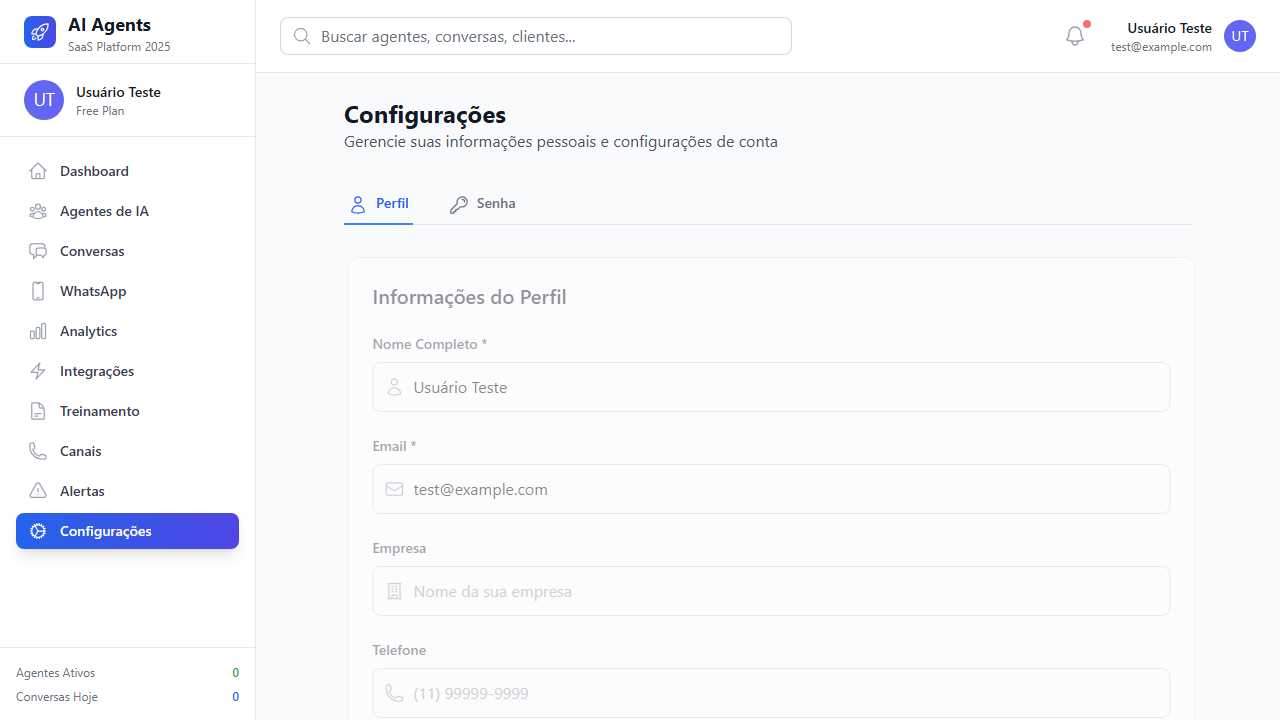 AI Agents
SaaS Platform 2025
UT
Usuário Teste
Free Plan
Dashboard
Agentes de IA
Conversas
WhatsApp
Analytics
Integrações
Treinamento
Canais
Alertas
Configurações
Agentes Ativos 0
Conversas Hoje 0
Buscar agentes, conversas, clientes...
Usuário Teste
test@example.com
UT
Configurações
Gerencie suas informações pessoais e configurações de conta
Perfil Senha
Informações do Perfil
Nome Completo *
Usuário Teste
Email *
test@example.com
Empresa
Nome da sua empresa
Telefone
(11) 99999-9999